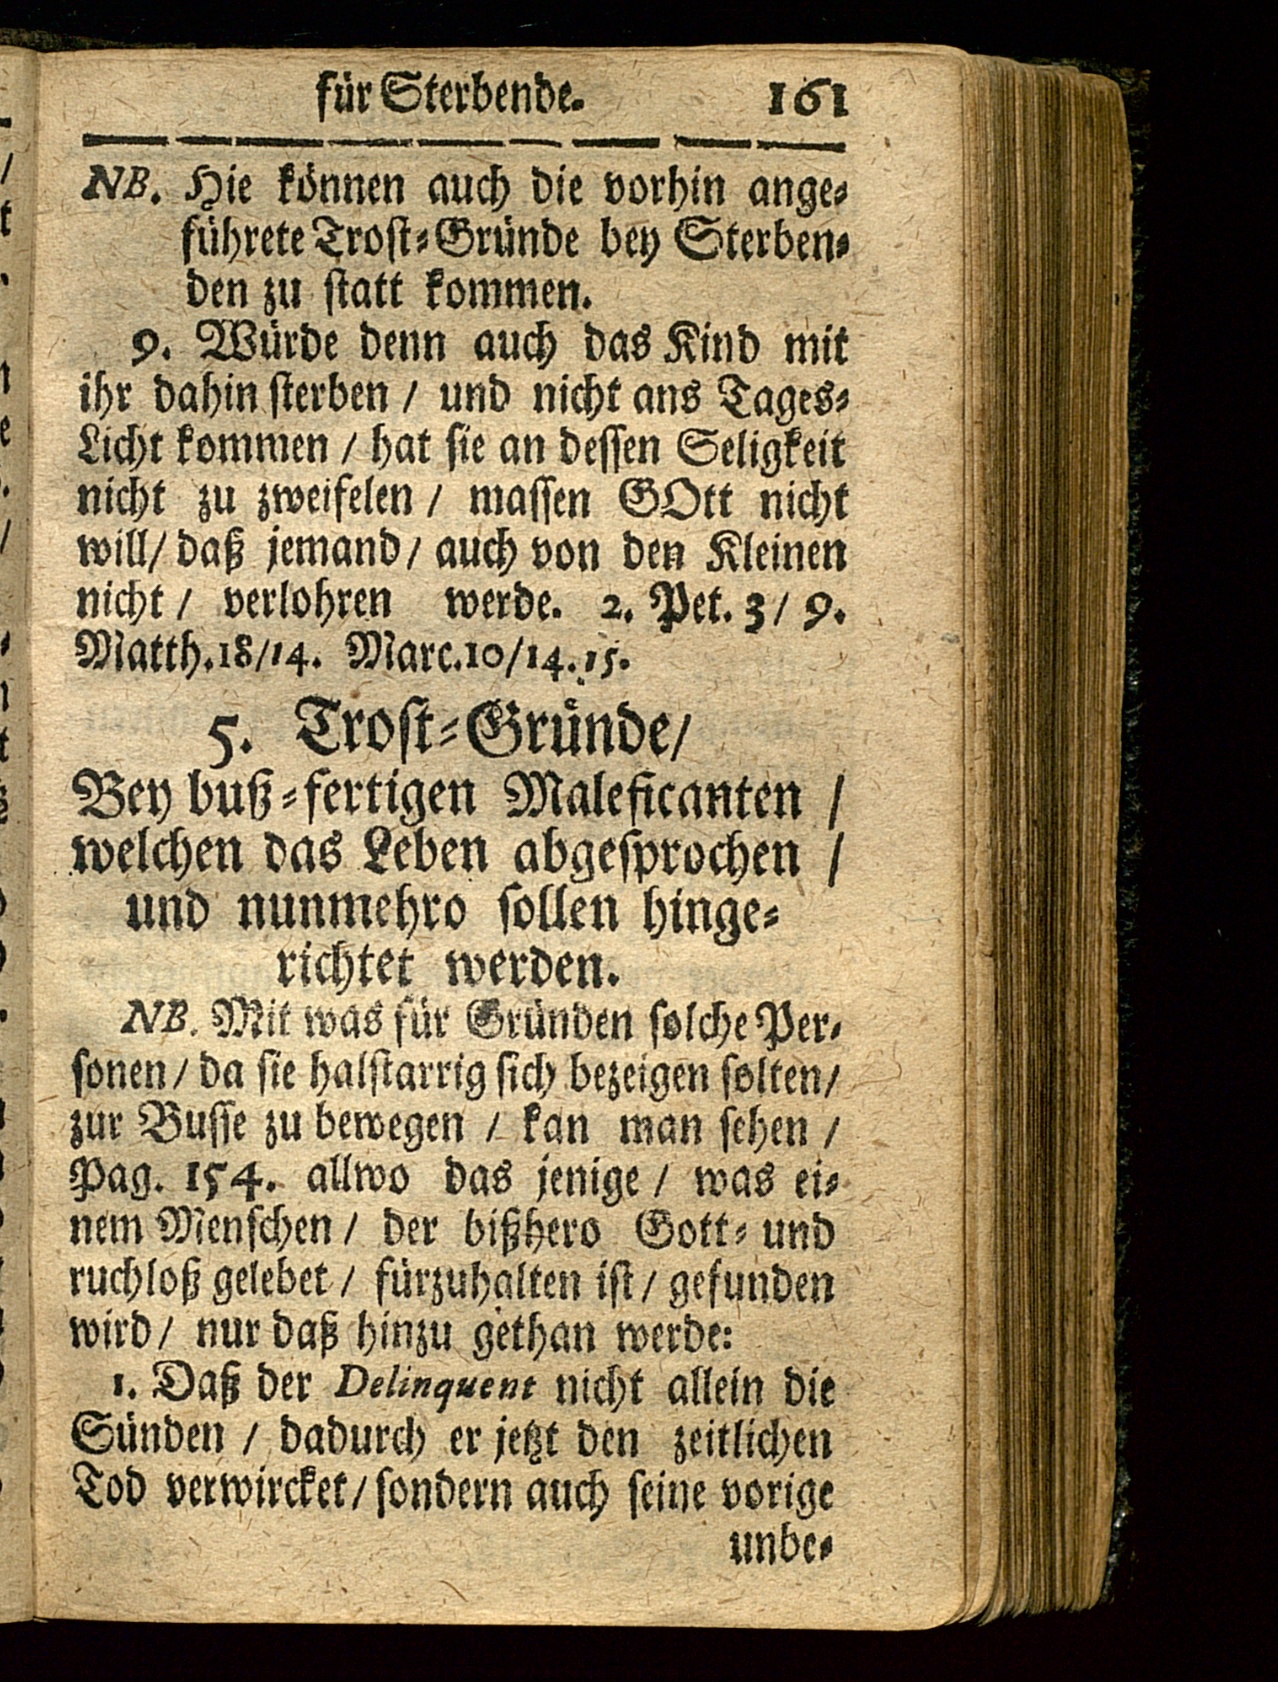 für Sterbende. 161
NB. Hie können auch die vorhin ange-
führete Trost-Gründe bey Sterben-
den zu statt kommen.
9. Würde denn auch das Kind mit
ihr dahin sterben / und nicht ans Tages-
Licht kommen / hat sie an dessen Seligkeit
nicht zu zweifelen / massen GOtt nicht
will / daß jemand / auch von den Kleinen
nicht / verlohren werde. 2. Pet. 3 / 9.
Matth. 18 / 14. Marc. 10 / 14. 15.
5. Trost-Gründe /
Bey buß-fertigen Maleficanten /
welchen das Leben abgesprochen /
und nunmehro sollen hinge-
richtet werden.
NB. Mit was für Gründen solche Per-
sonen / da sie halstarrig sich bezeigen solten /
zur Busse zu bewegen / kan man sehen /
Pag. 154. allwo das jenige / was ei-
nem Menschen / der bißhero Gott- und
ruchloß gelebet / fürzuhalten ist / gefunden
wird / nur daß hinzu gethan werde:
1. Daß der Delinquent nicht allein die
Sünden / dadurch er jetzt den zeitlichen
Tod verwircket / sondern auch seine vorige
unbe-